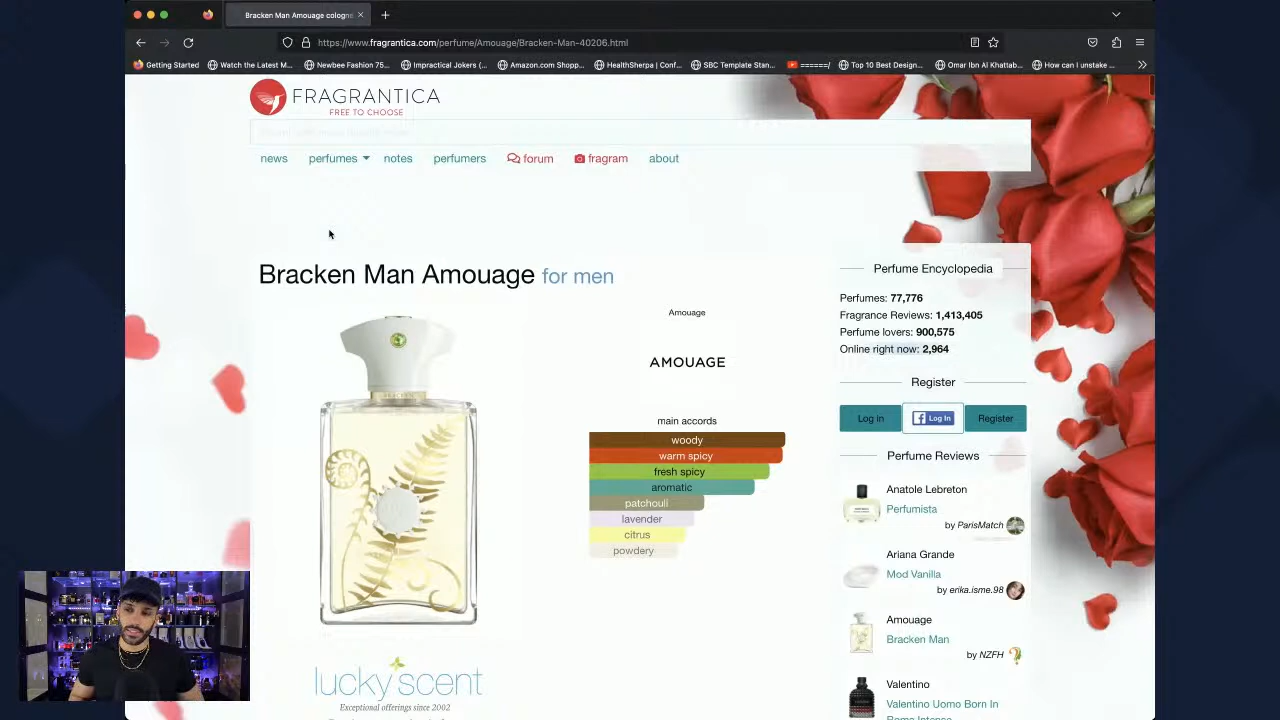 Bracken Man Amouage cologne
https://www.fragrantica.com/perfume/Amouage/Bracken-Man-40206.html
Getting Started
Watch the Latest M...
Newbee Fashion 75...
Impractical Jokers (...
Amazon.com Shopp...
HealthSherpa | Conf...
SBC Template Stan...
======/
Top 10 Best Design...
Omar Ibn Al Khattab...
How can I unstake ...
FRAGRANTICA
FREE TO CHOOSE
news
perfumes
notes
perfumers
forum
fragram
about
Bracken Man Amouage for men
Amouage
AMOUAGE
main accords
woody
warm spicy
fresh spicy
aromatic
patchouli
lavender
citrus
powdery
BRACKEN
lucky scent
Exceptional offerings since 2002
Perfume Encyclopedia
Perfumes: 77,776
Fragrance Reviews: 1,413,405
Perfume lovers: 900,575
Online right now: 2,964
Register
Log in
Log In
Register
Perfume Reviews
Anatole Lebreton
Perfumista
by ParisMatch
Ariana Grande
Mod Vanilla
by erika.isme.98
Amouage
Bracken Man
by NZFH
Valentino
Valentino Uomo Born In
Roma Intense